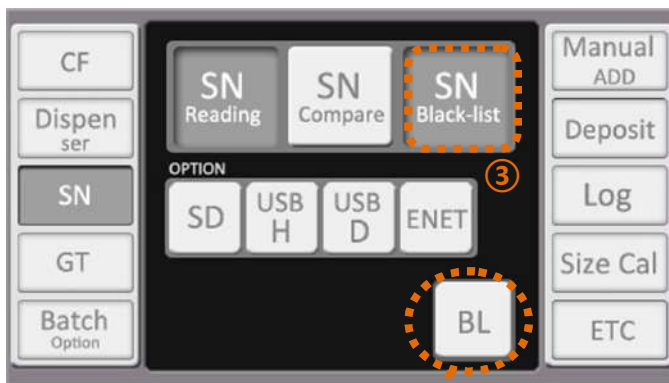 CF
Dispen
ser
SN
GT
Batch
Option
SN
Reading
SN
Compare
SN
Black-list
③
OPTION
SD
USB
H
USB
D
ENET
BL
Manual
ADD
Deposit
Log
Size Cal
ETC